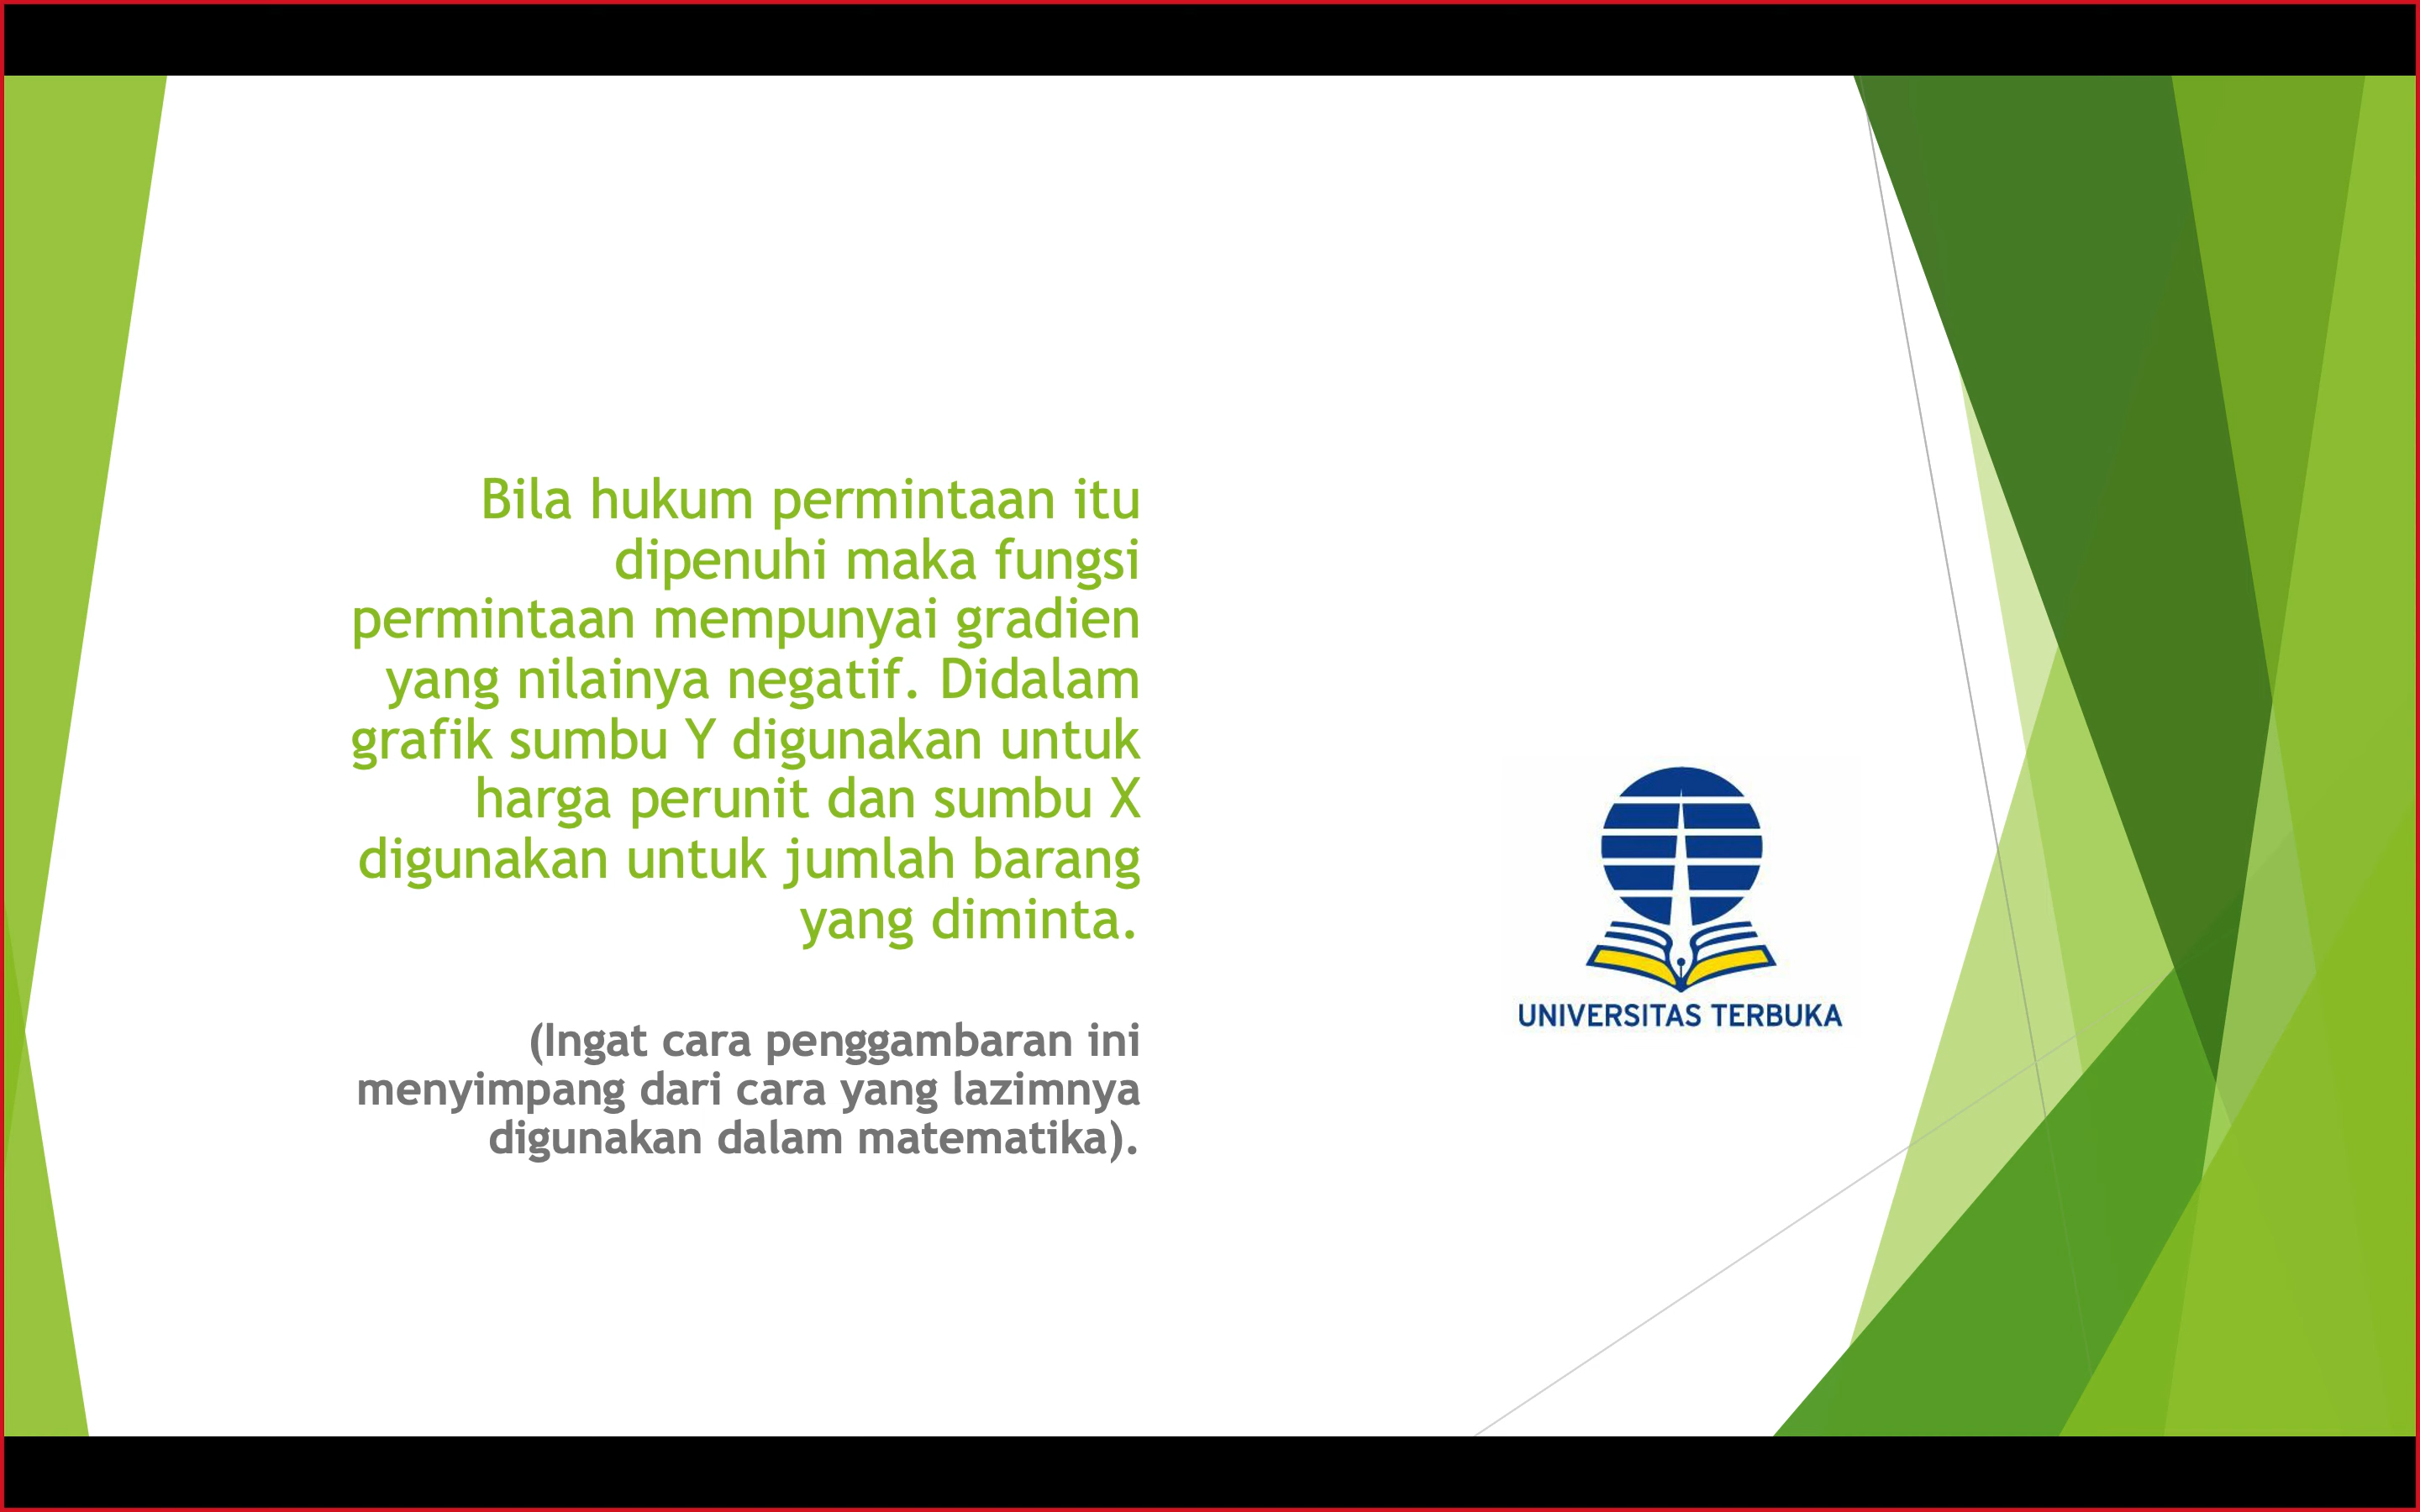 Bila hukum permintaan itu
dipenuhi maka fungsi
permintaan mempunyai gradien
yang nilainya negatif. Didalam
grafik sumbu Y digunakan untuk
harga perunit dan sumbu X
digunakan untuk jumlah barang
yang diminta.
(Ingat cara penggambaran ini
menyimpang dari cara yang lazimnya
digunakan dalam matematika).
UNIVERSITAS TERBUKA